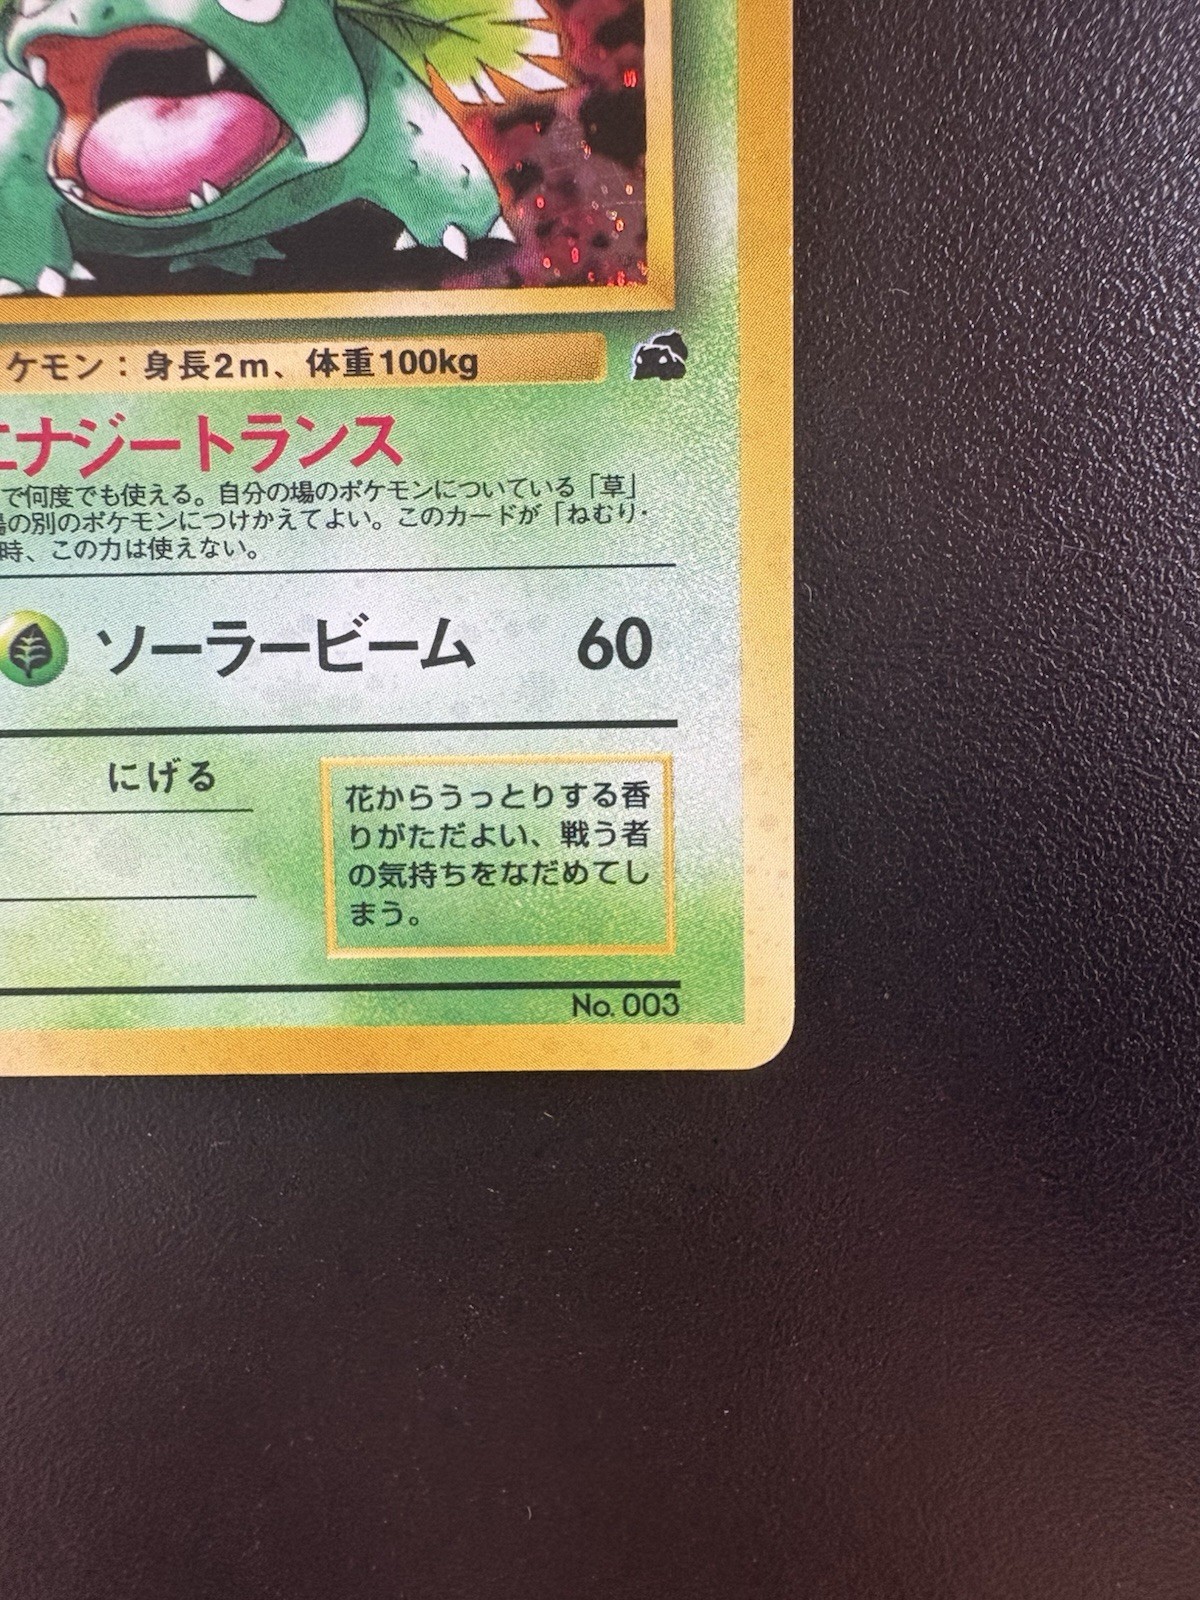 ケモン：身長2m、体重100kg
エナジートランス
で何度でも使える。自分の場のポケモンについている「草」
場の別のポケモンにつけかえてよい。このカードが「ねむり・
時、この力は使えない。
ソーラービーム 60
にげる
花からうっとりする香
りがただよい、戦う者
の気持ちをなだめてし
まう。
No. 003